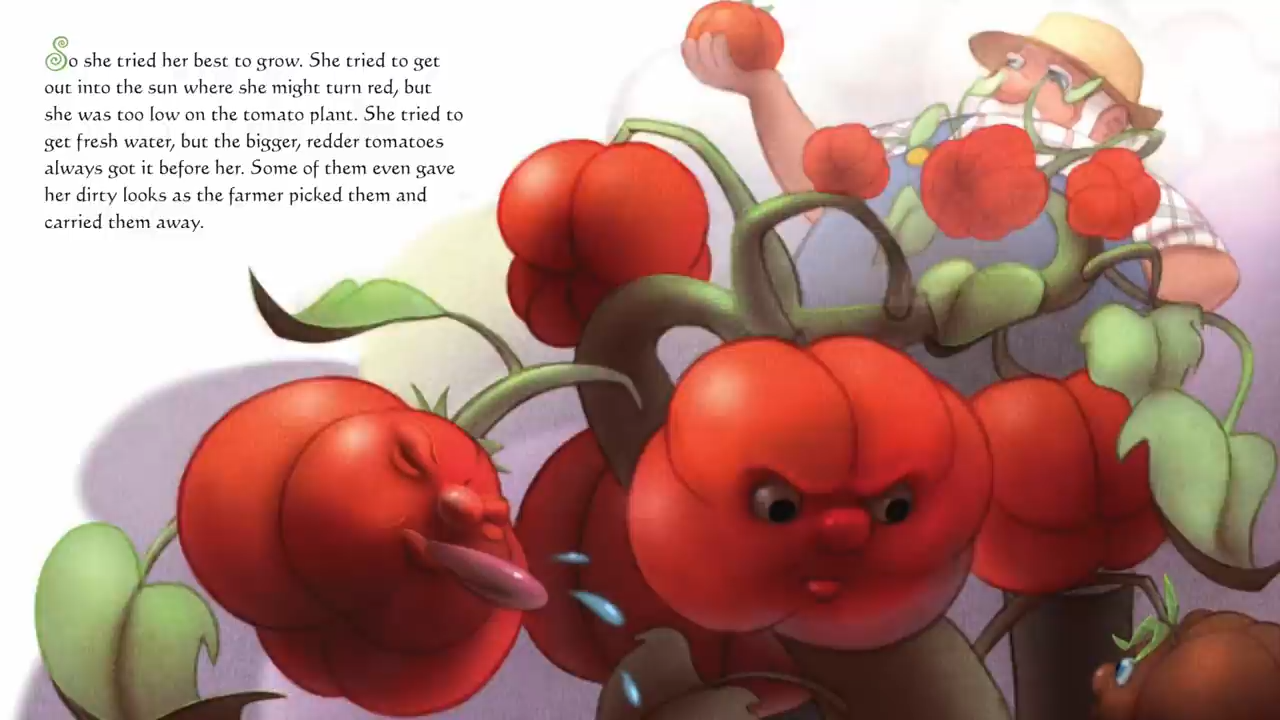 So she tried her best to grow. She tried to get
out into the sun where she might turn red, but
she was too low on the tomato plant. She tried to
get fresh water, but the bigger, redder tomatoes
always got it before her. Some of them even gave
her dirty looks as the farmer picked them and
carried them away.